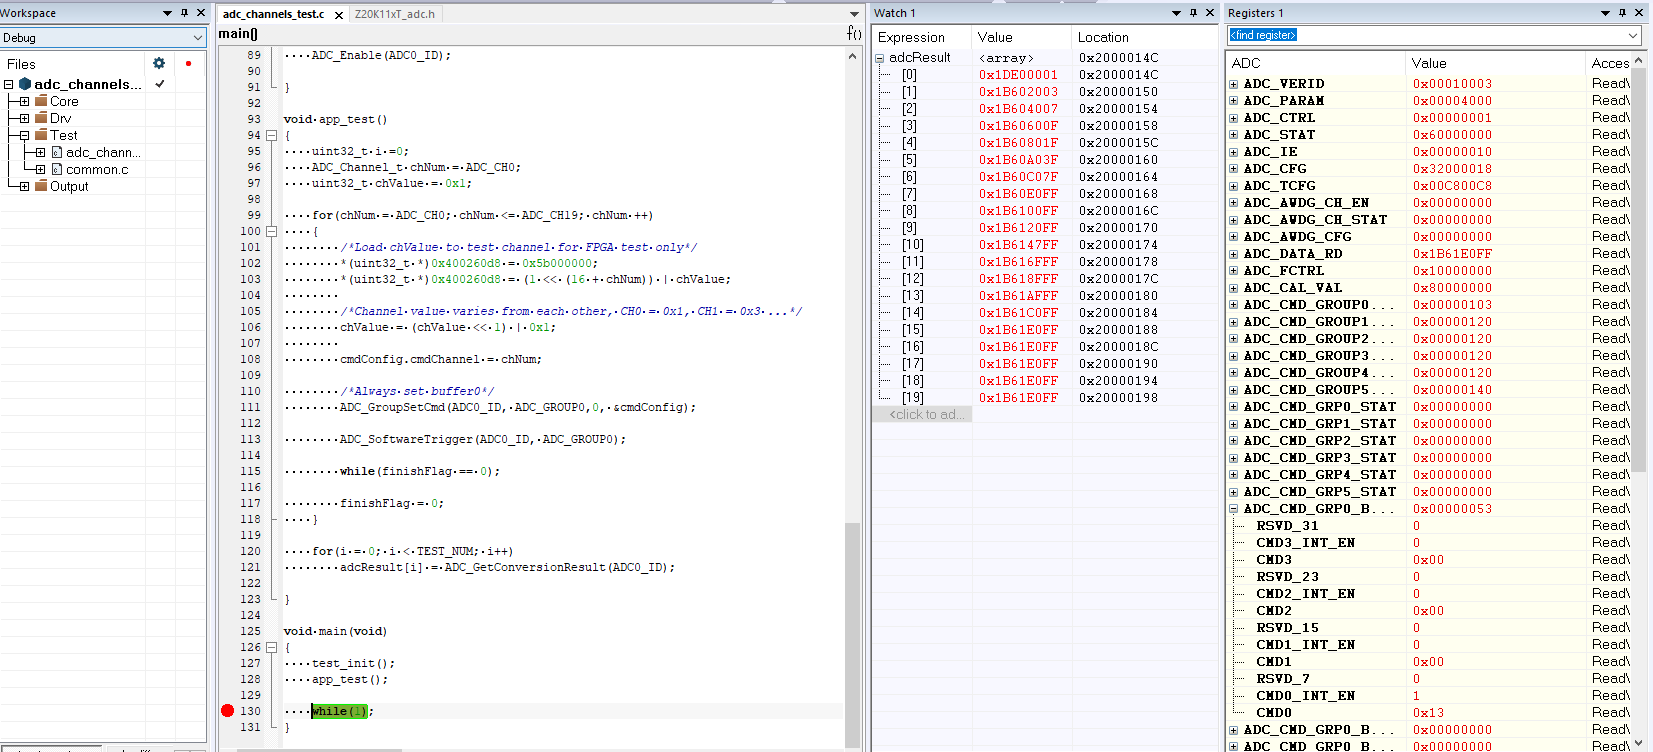 Workspace
Debug
Files
adc_channels...
Core
Drv
Test
adc_chann...
common.c
Output
adc_channels_test.c
Z20K11xT_adc.h
main()
f()
89 ····ADC_Enable(ADC0_ID);
90
91 }
92
93 void·app_test()
94 {
95 ····uint32_t·i·=0;
96 ····ADC_Channel_t·chNum·=·ADC_CH0;
97 ····uint32_t·chValue·=·0x1;
98
99 ····for(chNum·=·ADC_CH0;·chNum·<=·ADC_CH19;·chNum·++)
100 ····{
101 ········/*Load·chValue·to·test·channel·for·FPGA·test·only*/
102 ········*(uint32_t·*)0x400260d8·=·0x5b000000;
103 ········*(uint32_t·*)0x400260d8·=·(1·<<·(16·+·chNum))·|·chValue;
104 ········
105 ········/*Channel·value·varies·from·each·other,·CH0·=·0x1,·CH1·=·0x3·...*/
106 ········chValue·=·(chValue·<<·1)·|·0x1;
107 ········
108 ········cmdConfig.cmdChannel·=·chNum;
109
110 ········/*Always·set·buffer0*/
111 ········ADC_GroupSetCmd(ADC0_ID,·ADC_GROUP0,0,·&cmdConfig);
112
113 ········ADC_SoftwareTrigger(ADC0_ID,·ADC_GROUP0);
114
115 ········while(finishFlag·==·0);
116
117 ········finishFlag·=·0;
118 ····}
119
120 ····for(i·=·0;·i·<·TEST_NUM;·i++)
121 ········adcResult[i]·=·ADC_GetConversionResult(ADC0_ID);
122
123 }
124
125 void·main(void)
126 {
127 ····test_init();
128 ····app_test();
129
130 ····while(1);
131 }
Watch 1
Expression Value Location
adcResult <array> 0x2000014C
[0] 0x1DE00001 0x2000014C
[1] 0x1B602003 0x20000150
[2] 0x1B604007 0x20000154
[3] 0x1B60600F 0x20000158
[4] 0x1B60801F 0x2000015C
[5] 0x1B60A03F 0x20000160
[6] 0x1B60C07F 0x20000164
[7] 0x1B60E0FF 0x20000168
[8] 0x1B6100FF 0x2000016C
[9] 0x1B6120FF 0x20000170
[10] 0x1B6147FF 0x20000174
[11] 0x1B616FFF 0x20000178
[12] 0x1B618FFF 0x2000017C
[13] 0x1B61AFFF 0x20000180
[14] 0x1B61C0FF 0x20000184
[15] 0x1B61E0FF 0x20000188
[16] 0x1B61E0FF 0x2000018C
[17] 0x1B61E0FF 0x20000190
[18] 0x1B61E0FF 0x20000194
[19] 0x1B61E0FF 0x20000198
<click to ad...
Registers 1
<find register>
ADC Value Acces
ADC_VERID 0x00010003 Read\
ADC_PARAM 0x00004000 Read\
ADC_CTRL 0x00000001 Read\
ADC_STAT 0x60000000 Read\
ADC_IE 0x00000010 Read\
ADC_CFG 0x32000018 Read\
ADC_TCFG 0x00C800C8 Read\
ADC_AWDG_CH_EN 0x00000000 Read\
ADC_AWDG_CH_STAT 0x00000000 Read\
ADC_AWDG_CFG 0x00000000 Read\
ADC_DATA_RD 0x1B61E0FF Read\
ADC_FCTRL 0x10000000 Read\
ADC_CAL_VAL 0x80000000 Read\
ADC_CMD_GROUP0... 0x00000103 Read\
ADC_CMD_GROUP1... 0x00000120 Read\
ADC_CMD_GROUP2... 0x00000120 Read\
ADC_CMD_GROUP3... 0x00000120 Read\
ADC_CMD_GROUP4... 0x00000120 Read\
ADC_CMD_GROUP5... 0x00000140 Read\
ADC_CMD_GRP0_STAT 0x00000000 Read\
ADC_CMD_GRP1_STAT 0x00000000 Read\
ADC_CMD_GRP2_STAT 0x00000000 Read\
ADC_CMD_GRP3_STAT 0x00000000 Read\
ADC_CMD_GRP4_STAT 0x00000000 Read\
ADC_CMD_GRP5_STAT 0x00000000 Read\
ADC_CMD_GRP0_B... 0x00000053 Read\
RSVD_31 0 Read\
CMD3_INT_EN 0 Read\
CMD3 0x00 Read\
RSVD_23 0 Read\
CMD2_INT_EN 0 Read\
CMD2 0x00 Read\
RSVD_15 0 Read\
CMD1_INT_EN 0 Read\
CMD1 0x00 Read\
RSVD_7 0 Read\
CMD0_INT_EN 1 Read\
CMD0 0x13 Read\
ADC_CMD_GRP0_B... 0x00000000 Read\
ADC_CMD_GRP0_B... 0x00000000 Read\